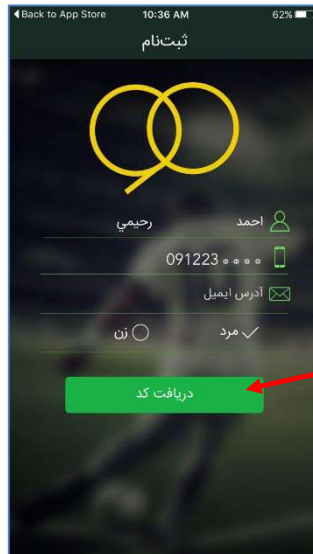 Back to App Store 10:36 AM 62%
ثبت‌نام
90
احمد رحيمي
091223****
آدرس ایمیل
مرد زن
دریافت کد